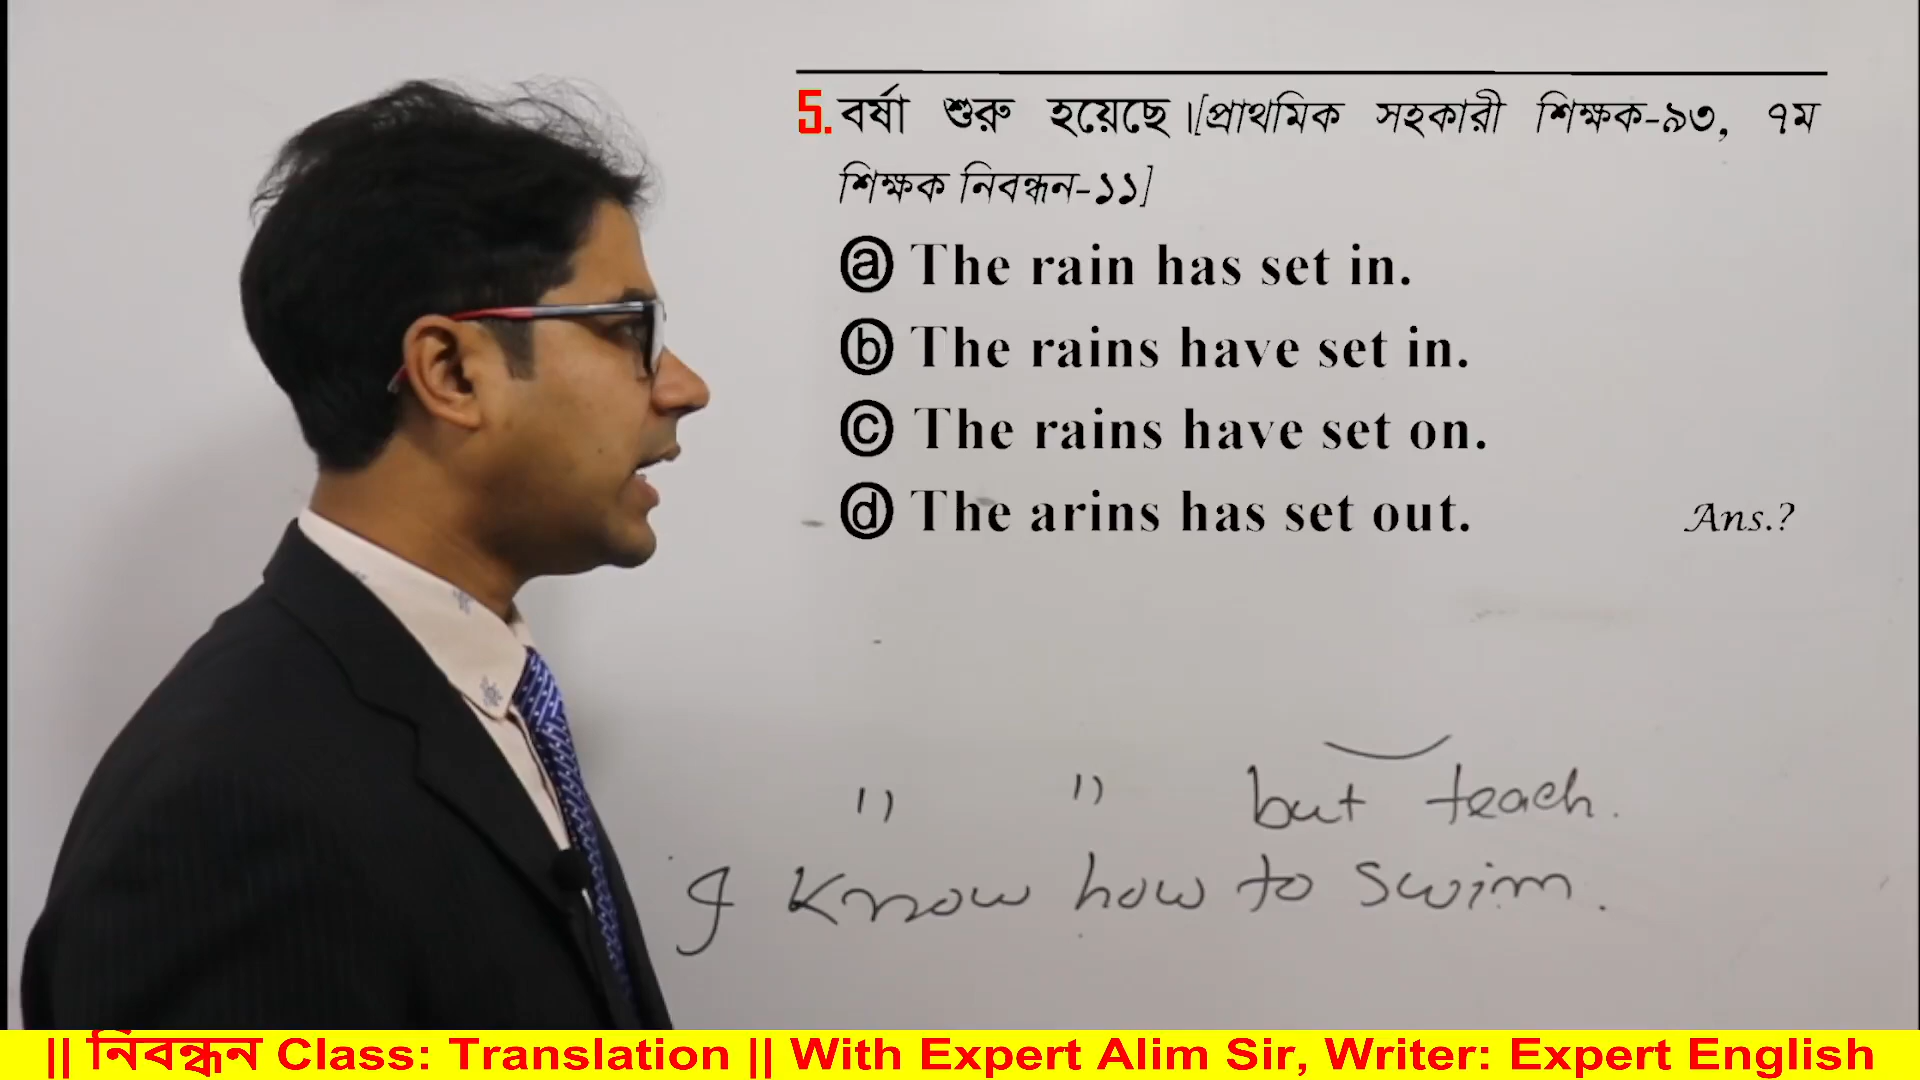 5. বর্ষা শুরু হয়েছে।[প্রাথমিক সহকারী শিক্ষক-৯৩, ৭ম
শিক্ষক নিবন্ধন-১১]
ⓐ The rain has set in.
ⓑ The rains have set in.
ⓒ The rains have set on.
ⓓ The arins has set out. Ans.?
" " but teach.
I know how to swim.
|| নিবন্ধন Class: Translation || With Expert Alim Sir, Writer: Expert English